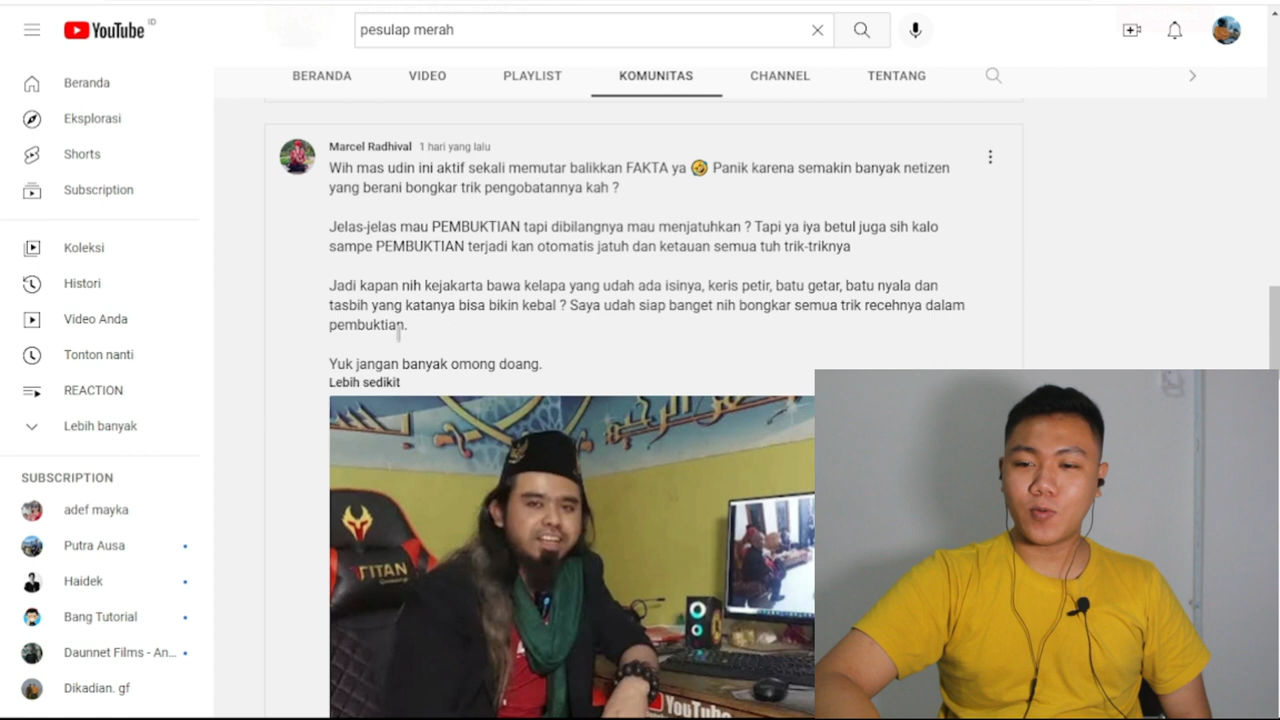 YouTube ID
pesulap merah
BERANDA VIDEO PLAYLIST KOMUNITAS CHANNEL TENTANG
Beranda
Eksplorasi
Shorts
Subscription
Koleksi
Histori
Video Anda
Tonton nanti
REACTION
Lebih banyak
SUBSCRIPTION
adef mayka
Putra Ausa
Haidek
Bang Tutorial
Daunnet Films - An...
Dikadian. gf
Marcel Radhival 1 hari yang lalu
Wih mas udin ini aktif sekali memutar balikkan FAKTA ya 🤣 Panik karena semakin banyak netizen
yang berani bongkar trik pengobatannya kah ?
Jelas-jelas mau PEMBUKTIAN tapi dibilangnya mau menjatuhkan ? Tapi ya iya betul juga sih kalo
sampe PEMBUKTIAN terjadi kan otomatis jatuh dan ketauan semua tuh trik-triknya
Jadi kapan nih kejakarta bawa kelapa yang udah ada isinya, keris petir, batu getar, batu nyala dan
tasbih yang katanya bisa bikin kebal ? Saya udah siap banget nih bongkar semua trik recehnya dalam
pembuktian.
Yuk jangan banyak omong doang.
Lebih sedikit
TITAN
YouTube